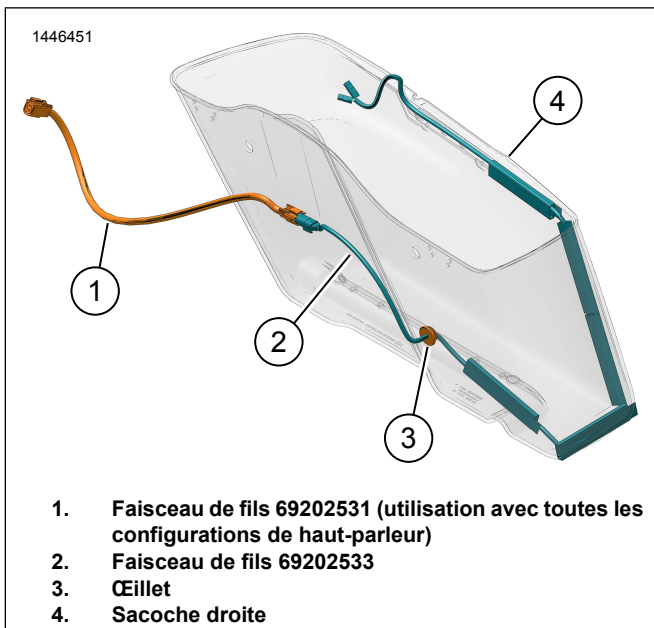 1446451
4
1
2
3
1. Faisceau de fils 69202531 (utilisation avec toutes les
configurations de haut-parleur)
2. Faisceau de fils 69202533
3. Œillet
4. Sacoche droite